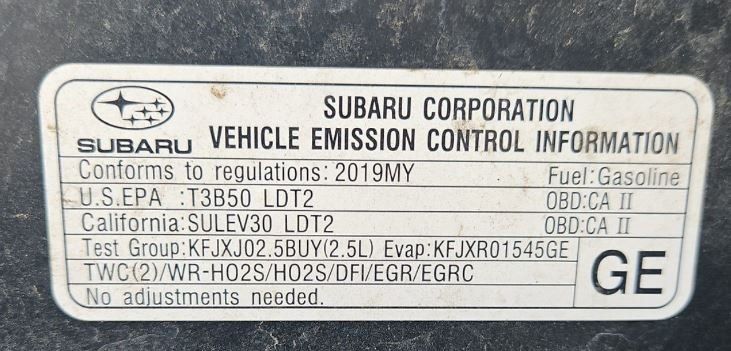 SUBARU CORPORATION
SUBARU VEHICLE EMISSION CONTROL INFORMATION
Conforms to regulations: 2019MY Fuel:Gasoline
U.S.EPA :T3B50 LDT2 OBD:CA II
California:SULEV30 LDT2 OBD:CA II
Test Group:KFJXJ02.5BUY(2.5L) Evap:KFJXR01545GE
TWC(2)/WR-HO2S/HO2S/DFI/EGR/EGRC
GE
No adjustments needed.